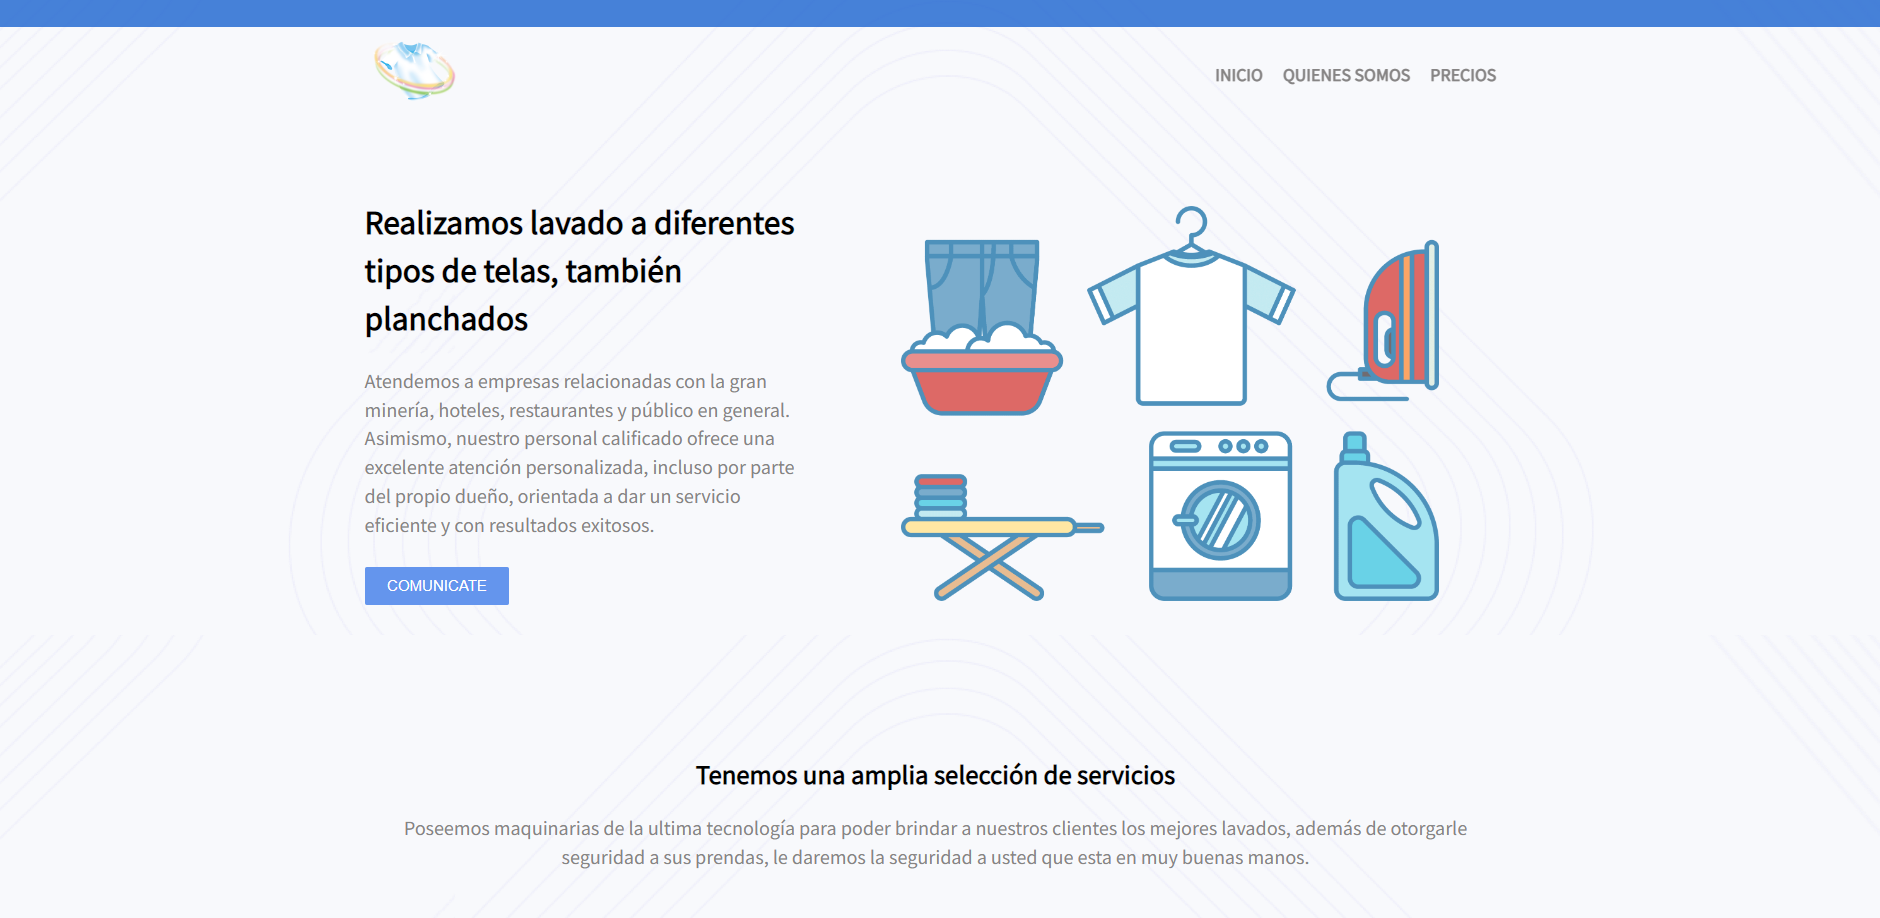 INICIO QUIENES SOMOS PRECIOS
Realizamos lavado a diferentes
tipos de telas, también
planchados
Atendemos a empresas relacionadas con la gran
minería, hoteles, restaurantes y público en general.
Asimismo, nuestro personal calificado ofrece una
excelente atención personalizada, incluso por parte
del propio dueño, orientada a dar un servicio
eficiente y con resultados exitosos.
COMUNICATE
Tenemos una amplia selección de servicios
Poseemos maquinarias de la ultima tecnología para poder brindar a nuestros clientes los mejores lavados, además de otorgarle
seguridad a sus prendas, le daremos la seguridad a usted que esta en muy buenas manos.